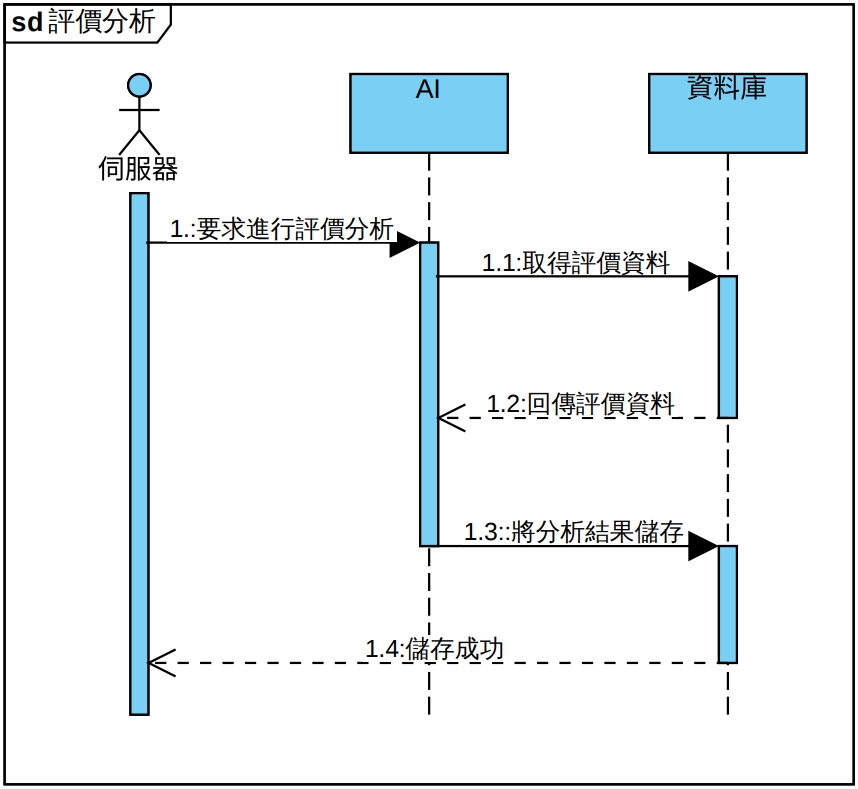 sd 評價分析
伺服器
AI
資料庫
1.:要求進行評價分析
1.1:取得評價資料
1.2:回傳評價資料
1.3::將分析結果儲存
1.4:儲存成功